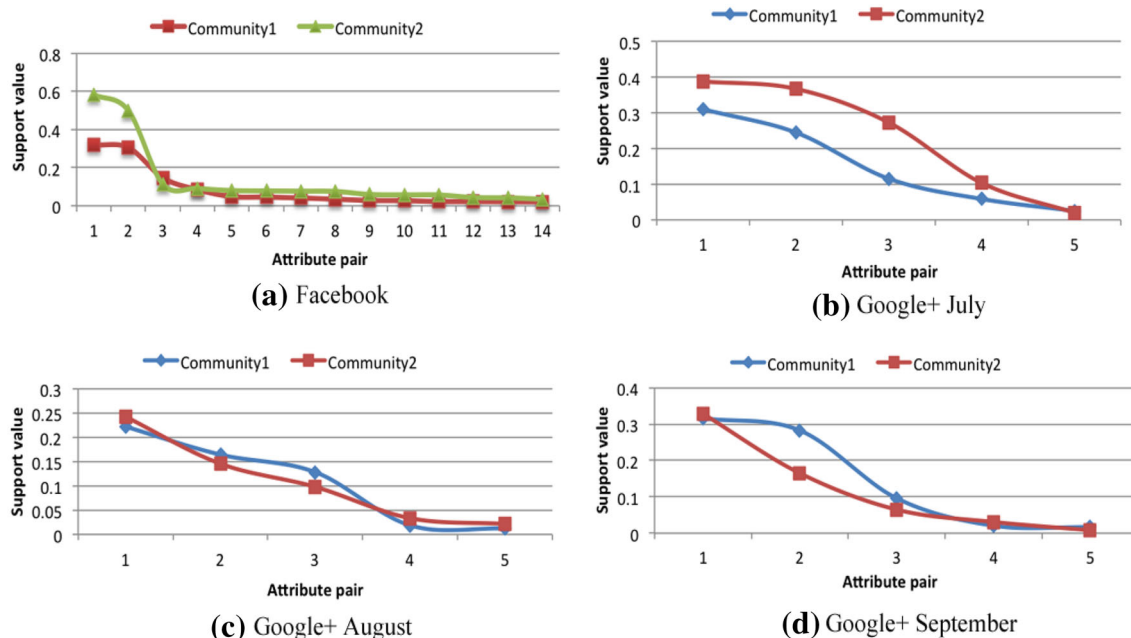 Community1 Community2
Support value
0.8
0.6
0.4
0.2
0
1 2 3 4 5 6 7 8 9 10 11 12 13 14
Attribute pair
(a) Facebook
Community1 Community2
Support value
0.5
0.4
0.3
0.2
0.1
0
1 2 3 4 5
Attribute pair
(b) Google+ July
Community1 Community2
Support value
0.3
0.25
0.2
0.15
0.1
0.05
0
1 2 3 4 5
Attribute pair
(c) Google+ August
Community1 Community2
Support value
0.4
0.3
0.2
0.1
0
1 2 3 4 5
Attribute pair
(d) Google+ September